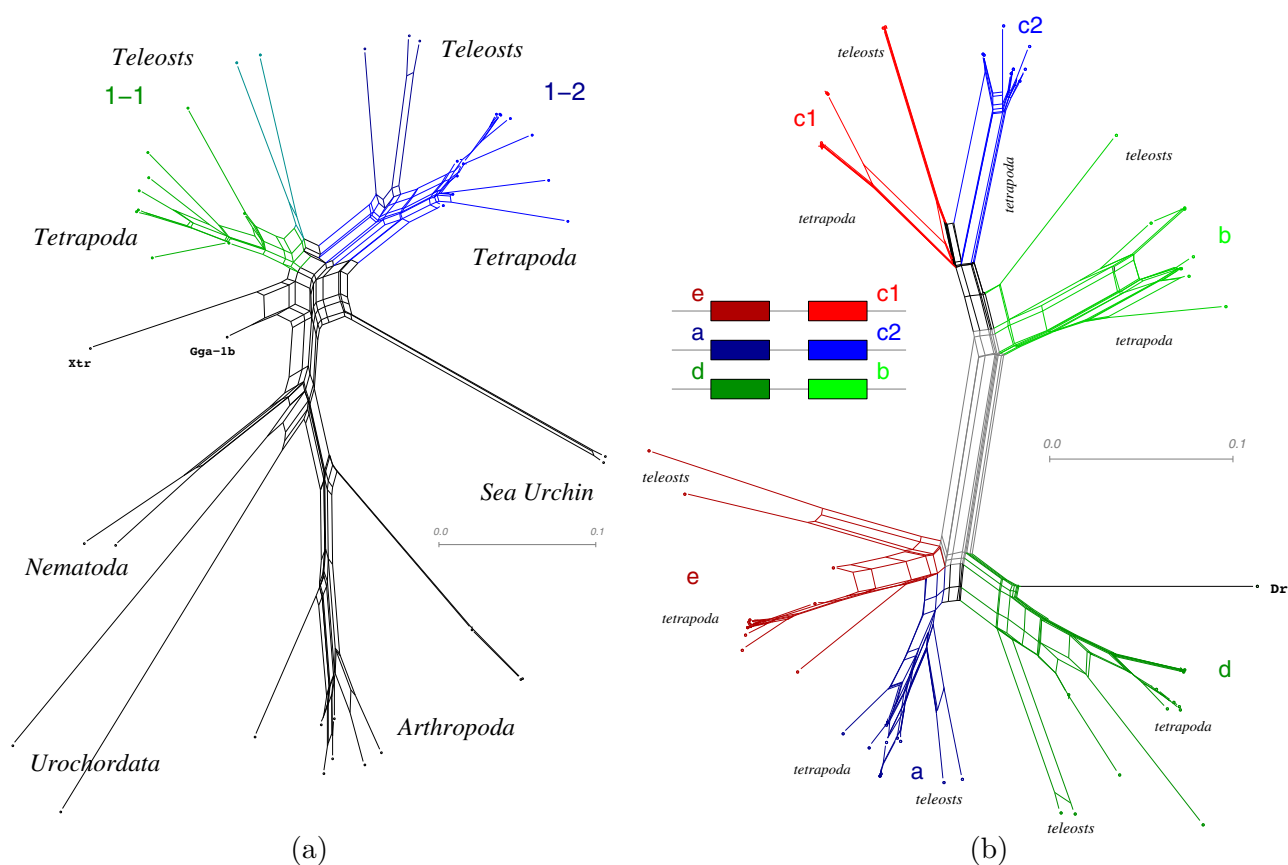 Teleosts
1–1
Teleosts
1–2
Tetrapoda
Tetrapoda
Xtr
Gga-1b
Sea Urchin
0.0 0.1
Nematoda
Arthropoda
Urochordata
(a)
c2
teleosts
c1
tetrapoda
tetrapoda
teleosts
b
tetrapoda
e c1
a c2
d b
0.0 0.1
teleosts
e
tetrapoda
Dr
d
tetrapoda
a
tetrapoda
teleosts
teleosts
(b)